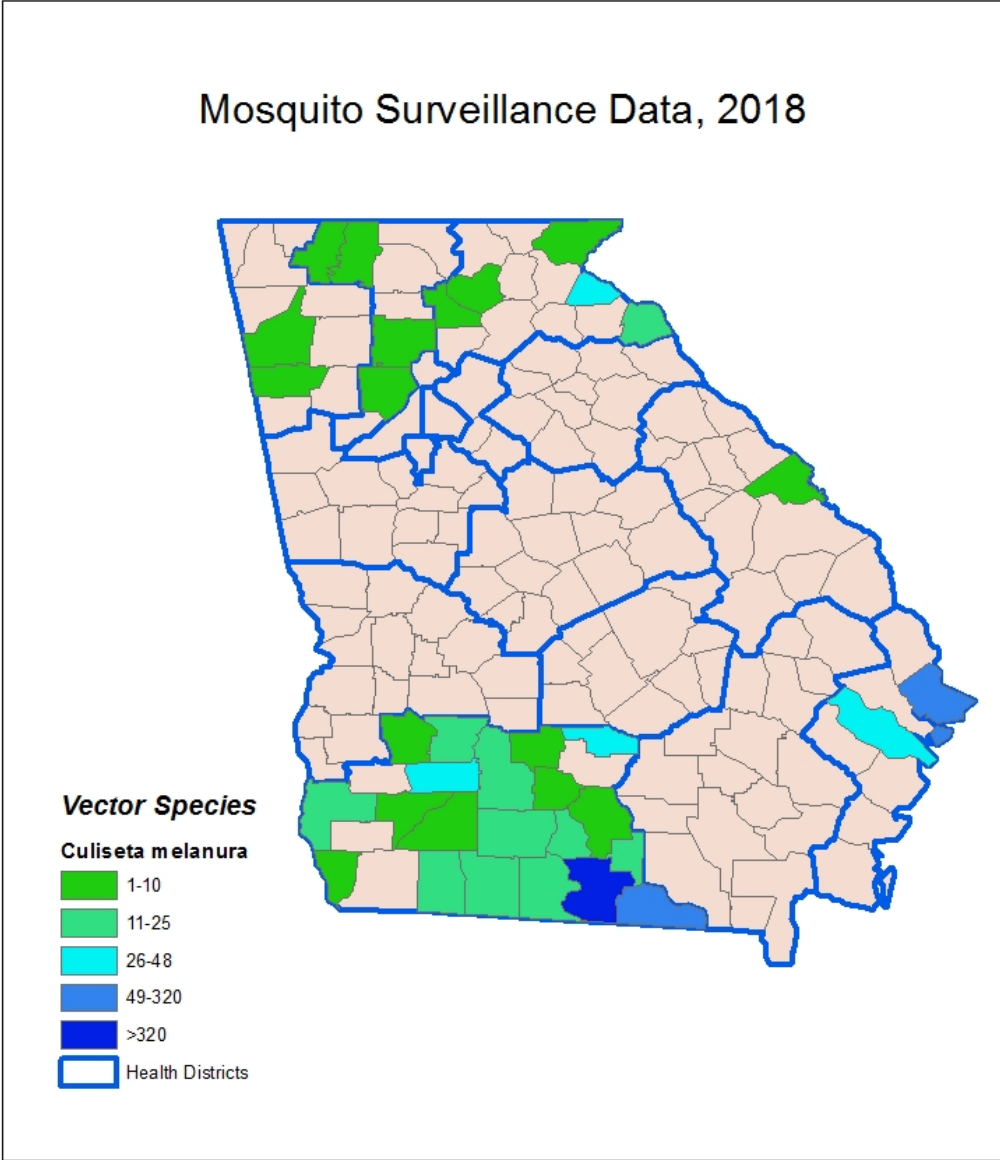 Mosquito Surveillance Data, 2018
Vector Species
Culiseta melanura
1-10
11-25
26-48
49-320
>320
Health Districts